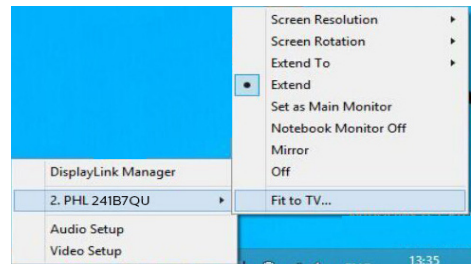 Screen Resolution
Screen Rotation
Extend To
Extend
Set as Main Monitor
Notebook Monitor Off
Mirror
Off
Fit to TV...
DisplayLink Manager
2. PHL 241B7QU
Audio Setup
Video Setup
13:35